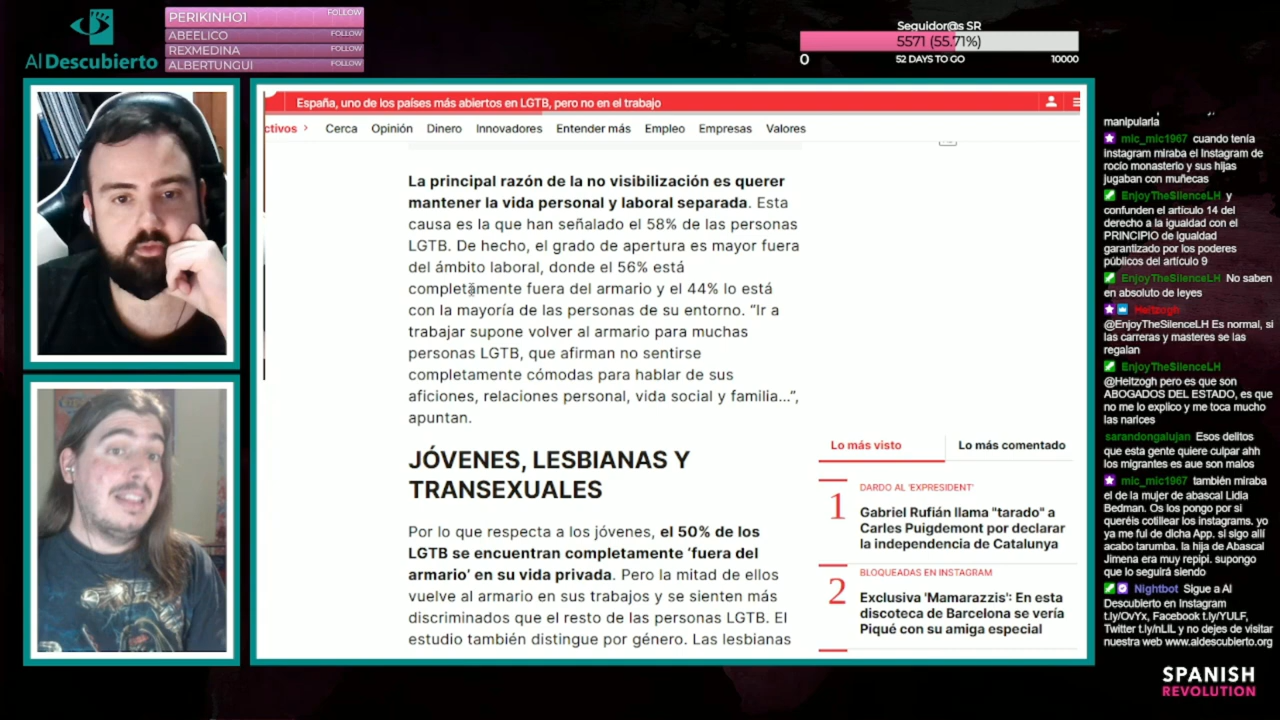 Al Descubierto
PERIKINHO1 FOLLOW
ABEELICO FOLLOW
REXMEDINA FOLLOW
ALBERTUNGUI FOLLOW
Seguidor@s SR
5571 (55.71%)
0 52 DAYS TO GO 10000
España, uno de los países más abiertos en LGTB, pero no en el trabajo
ctivos > Cerca Opinión Dinero Innovadores Entender más Empleo Empresas Valores
La principal razón de la no visibilización es querer
mantener la vida personal y laboral separada. Esta
causa es la que han señalado el 58% de las personas
LGTB. De hecho, el grado de apertura es mayor fuera
del ámbito laboral, donde el 56% está
completamente fuera del armario y el 44% lo está
con la mayoría de las personas de su entorno. “Ir a
trabajar supone volver al armario para muchas
personas LGTB, que afirman no sentirse
completamente cómodas para hablar de sus
aficiones, relaciones personal, vida social y familia...”,
apuntan.
JÓVENES, LESBIANAS Y
TRANSEXUALES
Por lo que respecta a los jóvenes, el 50% de los
LGTB se encuentran completamente ‘fuera del
armario’ en su vida privada. Pero la mitad de ellos
vuelve al armario en sus trabajos y se sienten más
discriminados que el resto de las personas LGTB. El
estudio también distingue por género. Las lesbianas
Lo más visto Lo más comentado
1 DARDO AL 'EXPRESIDENT'
Gabriel Rufián llama "tarado" a
Carles Puigdemont por declarar
la independencia de Catalunya
2 BLOQUEADAS EN INSTAGRAM
Exclusiva 'Mamarazzis': En esta
discoteca de Barcelona se vería
Piqué con su amiga especial
manipularla
mic_mic1967 cuando tenía
instagram miraba el Instagram de
rocío monasterio y sus hijas
jugaban con muñecas
EnjoyTheSilenceLH y
confunden el artículo 14 del
derecho a la igualdad con el
PRINCIPIO de igualdad
garantizado por los poderes
públicos del artículo 9
EnjoyTheSilenceLH No saben
en absoluto de leyes
Heitzogh
@EnjoyTheSilenceLH Es normal, si
las carreras y masteres se las
regalan
EnjoyTheSilenceLH
@Heitzogh pero es que son
ABOGADOS DEL ESTADO, es que
no me lo explico y me toca mucho
las narices
sarandongalujan Esos delitos
que esta gente quiere culpar ahh
los migrantes es aue son malos
mic_mic1967 también miraba
el de la mujer de abascal Lidia
Bedman. Os los pongo por si
queréis cotillear los instagrams. yo
ya me fui de dicha App. si sigo allí
acabo tarumba. la hija de Abascal
Jimena era muy repipi. supongo
que lo seguirá siendo
Nightbot Sigue a Al
Descubierto en Instagram
t.ly/OvYx, Facebook t.ly/YULF,
Twitter t.ly/nLIL y no dejes de visitar
nuestra web www.aldescubierto.org
SPANISH
REVOLUTION